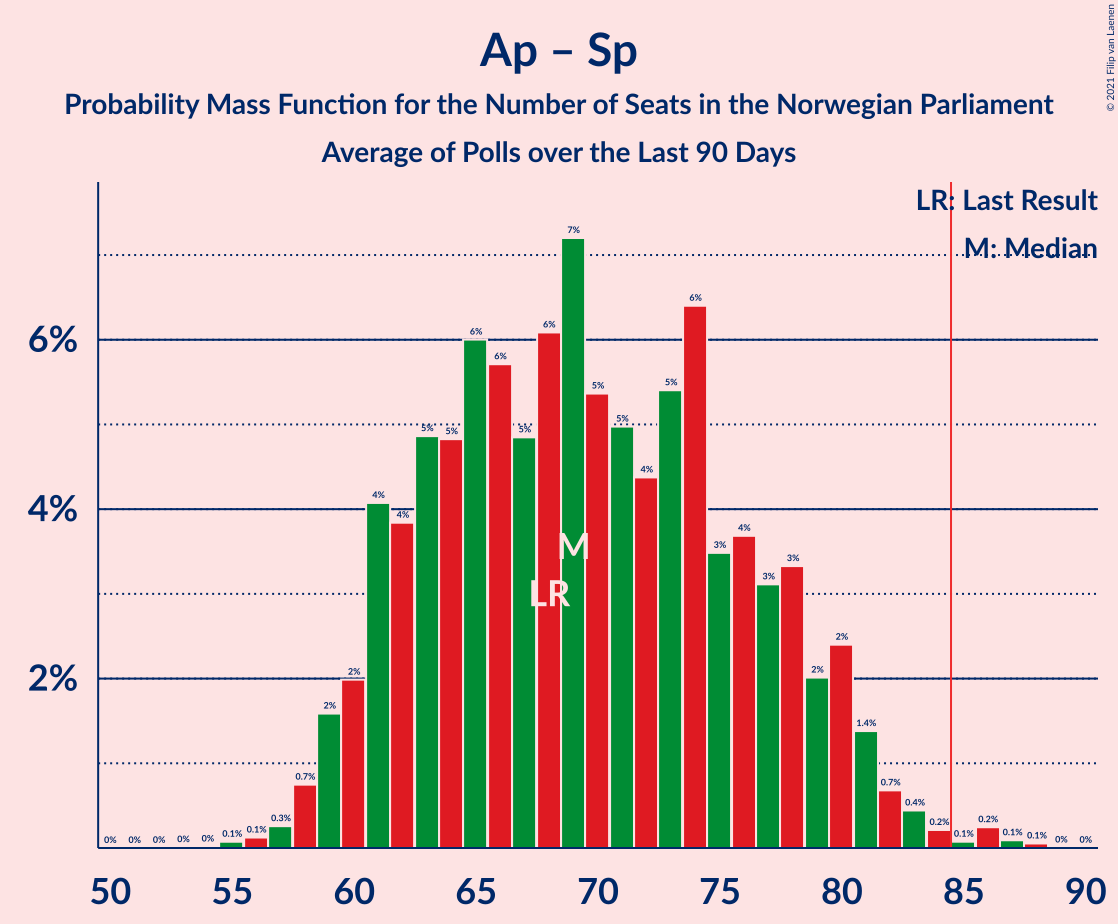 Ap – Sp
Probability Mass Function for the Number of Seats in the Norwegian Parliament
Average of Polls over the Last 90 Days
© 2021 Filip van Laenen
LR: Last Result
M: Median
6%
4%
2%
0% 0% 0% 0% 0% 0.1% 0.1% 0.3% 0.7% 2% 2% 4% 4% 5% 5% 6% 6% 5% 6% 7% 5% 5% 4% 5% 6% 3% 4% 3% 3% 2% 2% 1.4% 0.7% 0.4% 0.2% 0.1% 0.2% 0.1% 0.1% 0% 0%
M
LR
50 55 60 65 70 75 80 85 90